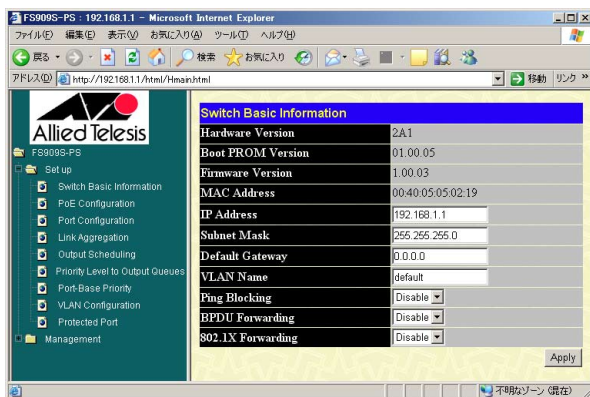 FS909S-PS : 192.168.1.1 - Microsoft Internet Explorer
ファイル(F) 編集(E) 表示(V) お気に入り(A) ツール(T) ヘルプ(H)
戻る 検索 お気に入り
アドレス(D) http://192.168.1.1/html/Hmain.html 移動 リンク »
Allied Telesis
FS909S-PS
Set up
Switch Basic Information
PoE Configuration
Port Configuration
Link Aggregation
Output Scheduling
Priority Level to Output Queues
Port-Base Priority
VLAN Configuration
Protected Port
Management
Switch Basic Information
Hardware Version 2A1
Boot PROM Version 01.00.05
Firmware Version 1.00.03
MAC Address 00:40:05:05:02:19
IP Address 192.168.1.1
Subnet Mask 255.255.255.0
Default Gateway 0.0.0.0
VLAN Name default
Ping Blocking Disable
BPDU Forwarding Disable
802.1X Forwarding Disable
Apply
不明なゾーン (混在)